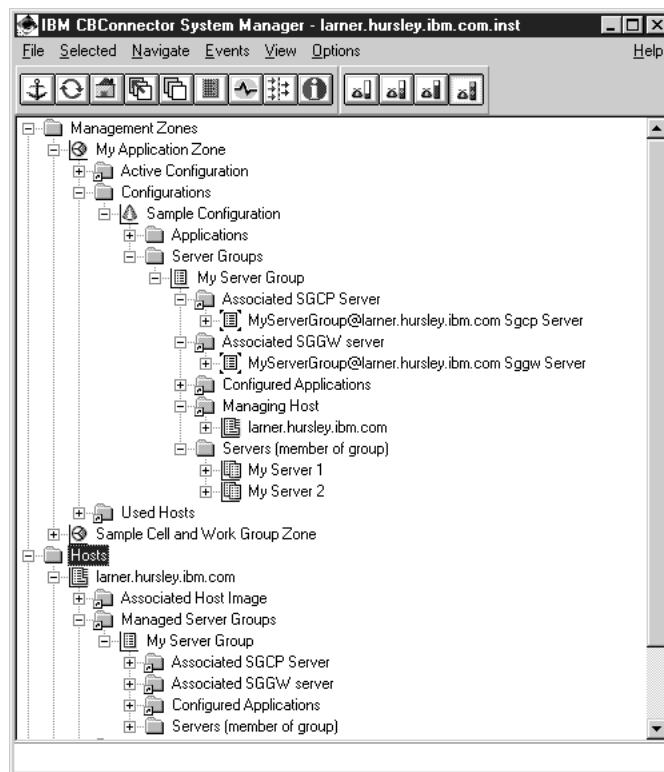 IBM CBConnector System Manager - larner.hursley.ibm.com.inst
File Selected Navigate Events View Options Help
Management Zones
My Application Zone
Active Configuration
Configurations
Sample Configuration
Applications
Server Groups
My Server Group
Associated SGCP Server
MyServerGroup@larner.hursley.ibm.com Sgcp Server
Associated SGGW server
MyServerGroup@larner.hursley.ibm.com Sggw Server
Configured Applications
Managing Host
larner.hursley.ibm.com
Servers (member of group)
My Server 1
My Server 2
Used Hosts
Sample Cell and Work Group Zone
Hosts
larner.hursley.ibm.com
Associated Host Image
Managed Server Groups
My Server Group
Associated SGCP Server
Associated SGGW server
Configured Applications
Servers (member of group)